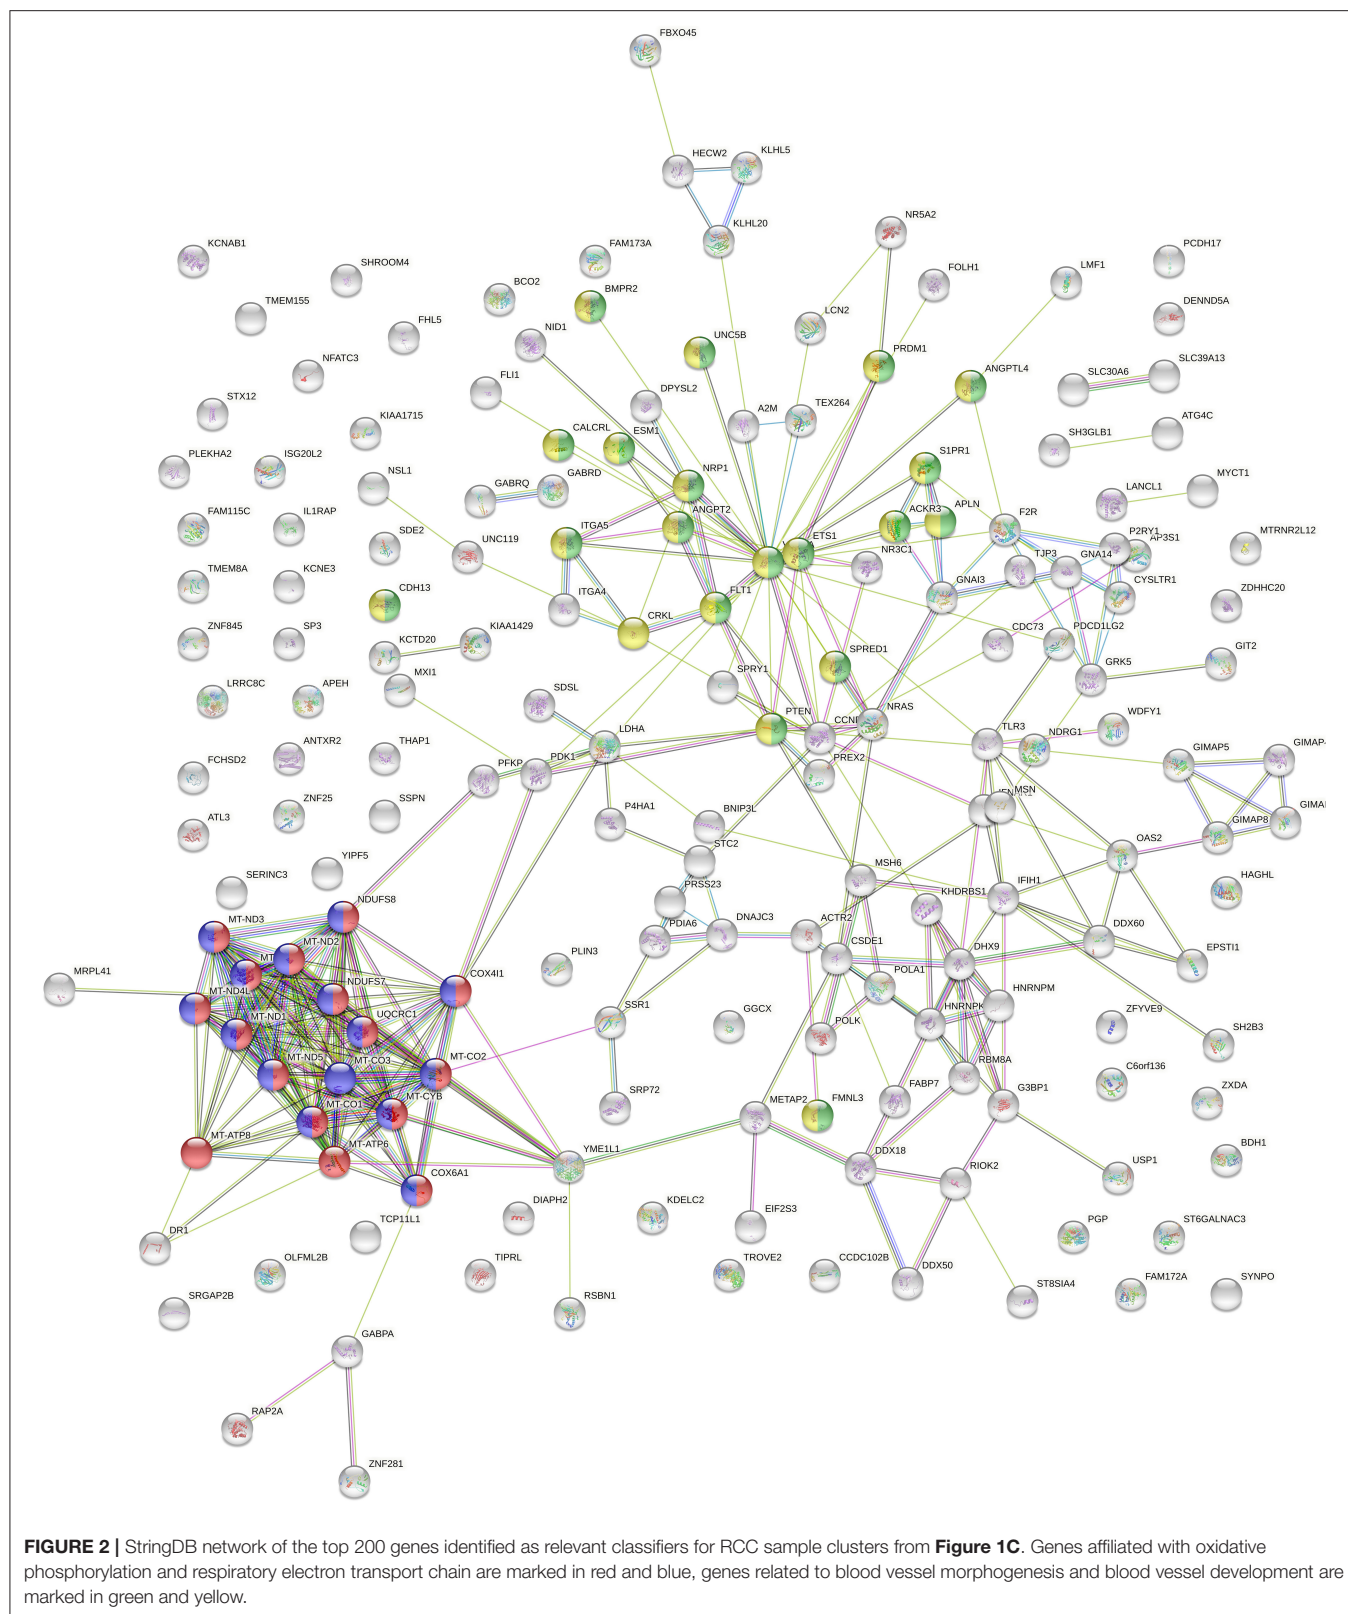 FBXO45
HECW2
KLHL5
KLHL20
NR5A2
KCNAB1
FAM173A
PCDH17
SHROOM4
FOLH1
LMF1
BCO2
BMPR2
TMEM155
DENND5A
FHL5
LCN2
NID1
UNC5B
PRDM1
SLC39A13
NFATC3
ANGPTL4
SLC30A6
FLI1
DPYSL2
STX12
A2M
TEX264
ATG4C
KIAA1715
CALCRL
ESM1
SH3GLB1
PLEKHA2
ISG20L2
S1PR1
NSL1
NRP1
GABRD
GABRQ
MYCT1
LANCL1
FAM115C
IL1RAP
ANGPT2
ACKR3
APLN
F2R
ITGA5
SDE2
ETS1
P2RY1
MTRNR2L12
UNC119
AP3S1
NR3C1
TJP3
GNA14
TMEM8A
KCNE3
CDH13
ITGA4
FLT1
GNAI3
CYSLTR1
ZDHHC20
ZNF845
SP3
KIAA1429
CRKL
CDC73
PDCD1LG2
KCTD20
SPRED1
GIT2
GRK5
LRRC8C
APEH
MXI1
SPRY1
SDSL
PTEN
NRAS
CCND
WDFY1
LDHA
TLR3
NDRG1
ANTXR2
THAP1
GIMAP5
FCHSD2
PFKP
PDK1
PREX2
MSN
ZNF25
SSPN
P4HA1
BNIP3L
GIMAP8
ATL3
OAS2
STC2
YIPF5
MSH6
SERINC3
PRSS23
KHDRBS1
IFIH1
HAGHL
NDUFS8
MT-ND3
DNAJC3
ACTR2
PDIA6
DDX60
MT-ND2
PLIN3
CSDE1
DHX9
EPSTI1
MRPL41
NDUFS7
COX4I1
POLA1
MT-ND4L
HNRNPM
MT-ND1
UQCRC1
SSR1
GGCX
HNRNPK
ZFYVE9
POLK
SH2B3
MT-ND5
MT-CO3
MT-CO2
RBM8A
C6orf136
MT-CO1
MT-CYB
SRP72
METAP2
FMNL3
FABP7
G3BP1
ZXDA
MT-ATP8
MT-ATP6
YME1L1
DDX18
RIOK2
USP1
BDH1
COX6A1
DIAPH2
KDELC2
EIF2S3
PGP
ST6GALNAC3
DR1
TCP11L1
OLFML2B
TIPRL
TROVE2
CCDC102B
DDX50
ST8SIA4
FAM172A
SYNPO
SRGAP2B
RSBN1
GABPA
RAP2A
ZNF281
FIGURE 2 | StringDB network of the top 200 genes identified as relevant classifiers for RCC sample clusters from Figure 1C. Genes affiliated with oxidative
phosphorylation and respiratory electron transport chain are marked in red and blue, genes related to blood vessel morphogenesis and blood vessel development are
marked in green and yellow.